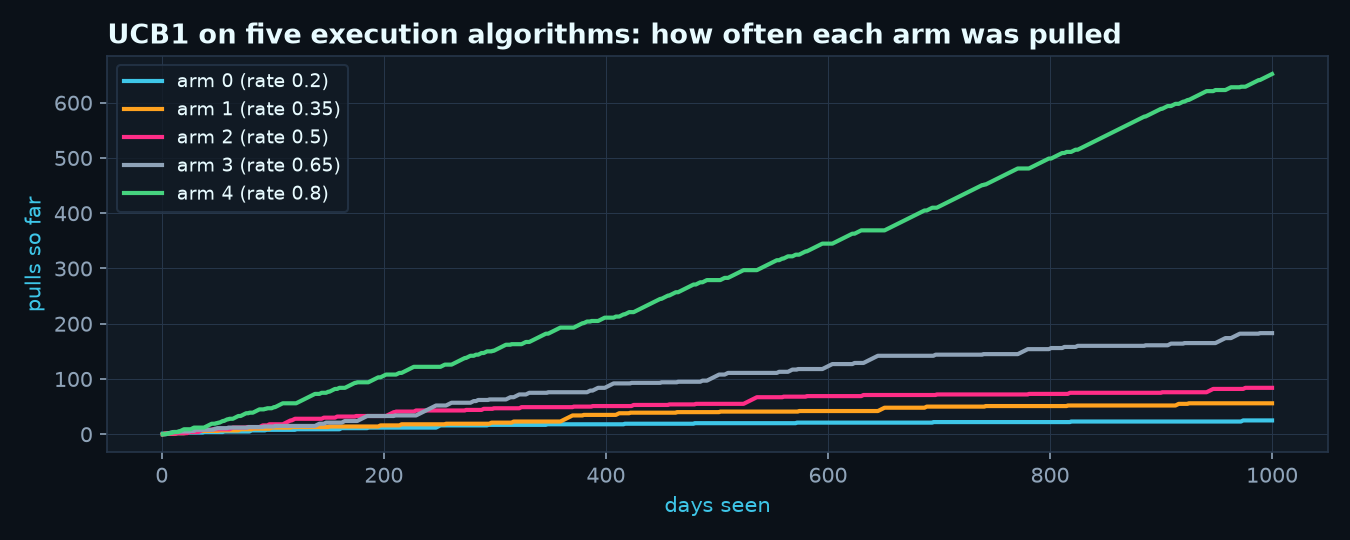 UCB1 on five execution algorithms: how often each arm was pulled
arm 0 (rate 0.2)
arm 1 (rate 0.35)
arm 2 (rate 0.5)
arm 3 (rate 0.65)
arm 4 (rate 0.8)
pulls so far
600
500
400
300
200
100
0
0 200 400 600 800 1000
days seen